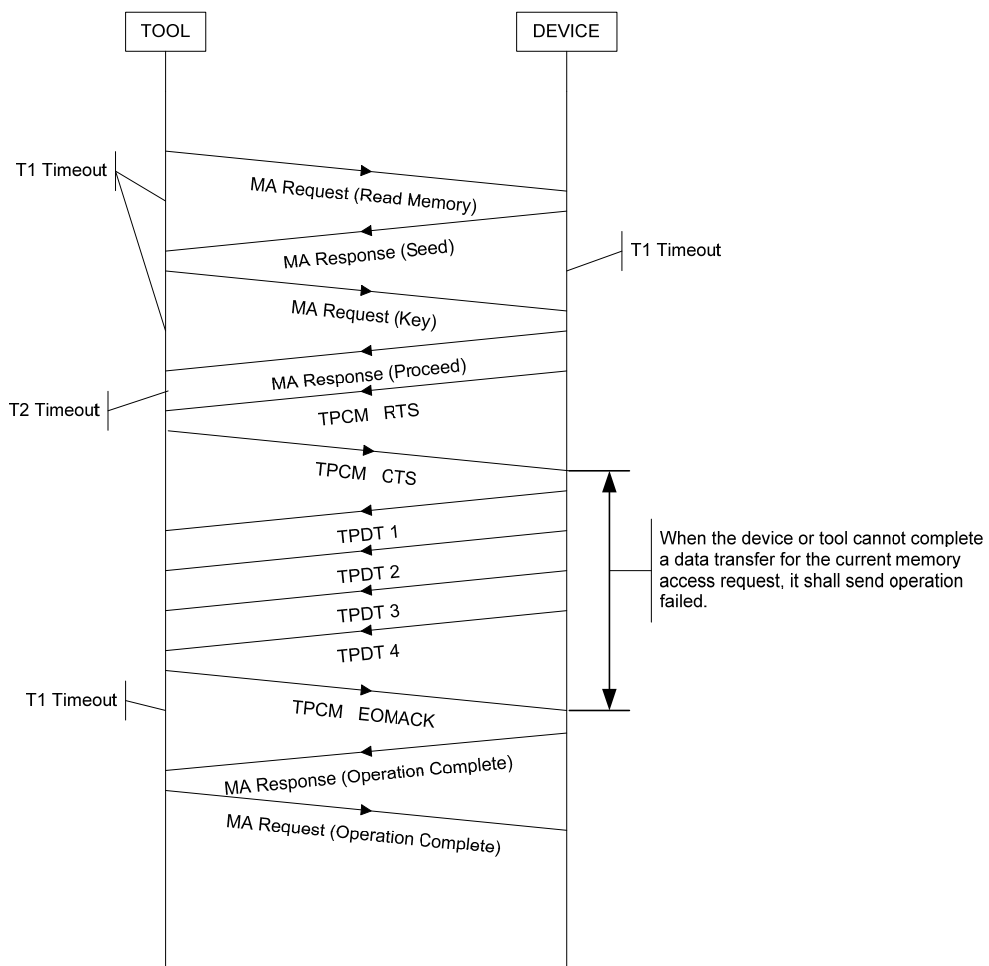 TOOL
DEVICE
T1 Timeout
MA Request (Read Memory)
MA Response (Seed)
T1 Timeout
MA Request (Key)
MA Response (Proceed)
T2 Timeout
TPCM RTS
TPCM CTS
TPDT 1
When the device or tool cannot complete
a data transfer for the current memory
access request, it shall send operation
failed.
TPDT 2
TPDT 3
TPDT 4
T1 Timeout
TPCM EOMACK
MA Response (Operation Complete)
MA Request (Operation Complete)